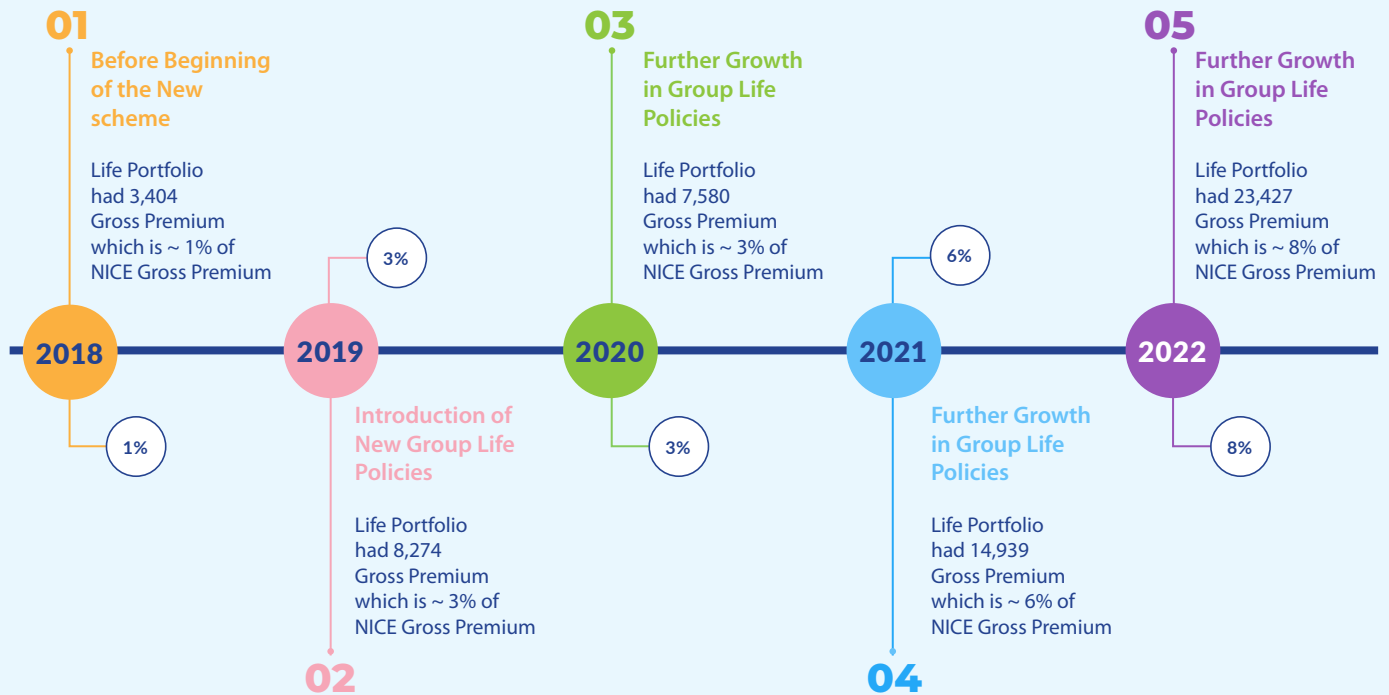 01
Before Beginning
of the New
scheme
Life Portfolio
had 3,404
Gross Premium
which is ~ 1% of
NICE Gross Premium
2018
1%
3%
2019
Introduction of
New Group Life
Policies
Life Portfolio
had 8,274
Gross Premium
which is ~ 3% of
NICE Gross Premium
02
03
Further Growth
in Group Life
Policies
Life Portfolio
had 7,580
Gross Premium
which is ~ 3% of
NICE Gross Premium
2020
3%
6%
2021
Further Growth
in Group Life
Policies
Life Portfolio
had 14,939
Gross Premium
which is ~ 6% of
NICE Gross Premium
04
05
Further Growth
in Group Life
Policies
Life Portfolio
had 23,427
Gross Premium
which is ~ 8% of
NICE Gross Premium
2022
8%